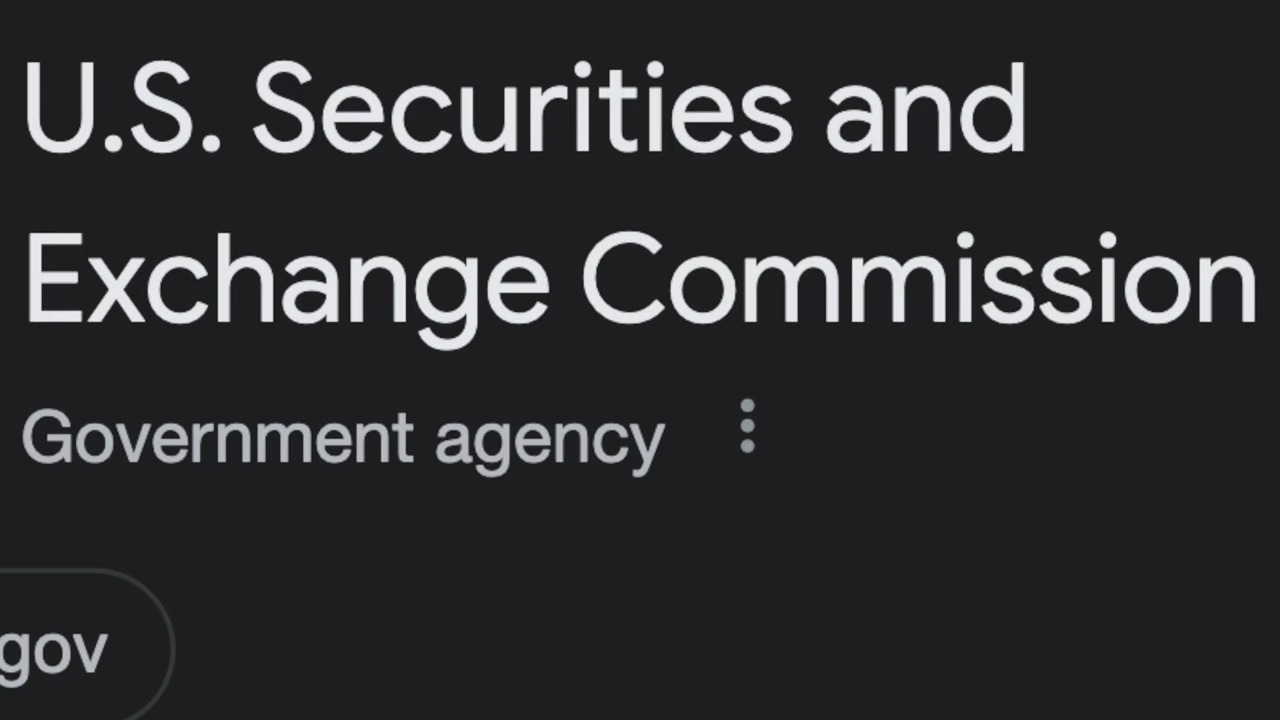 U.S. Securities and
Exchange Commission
Government agency
gov